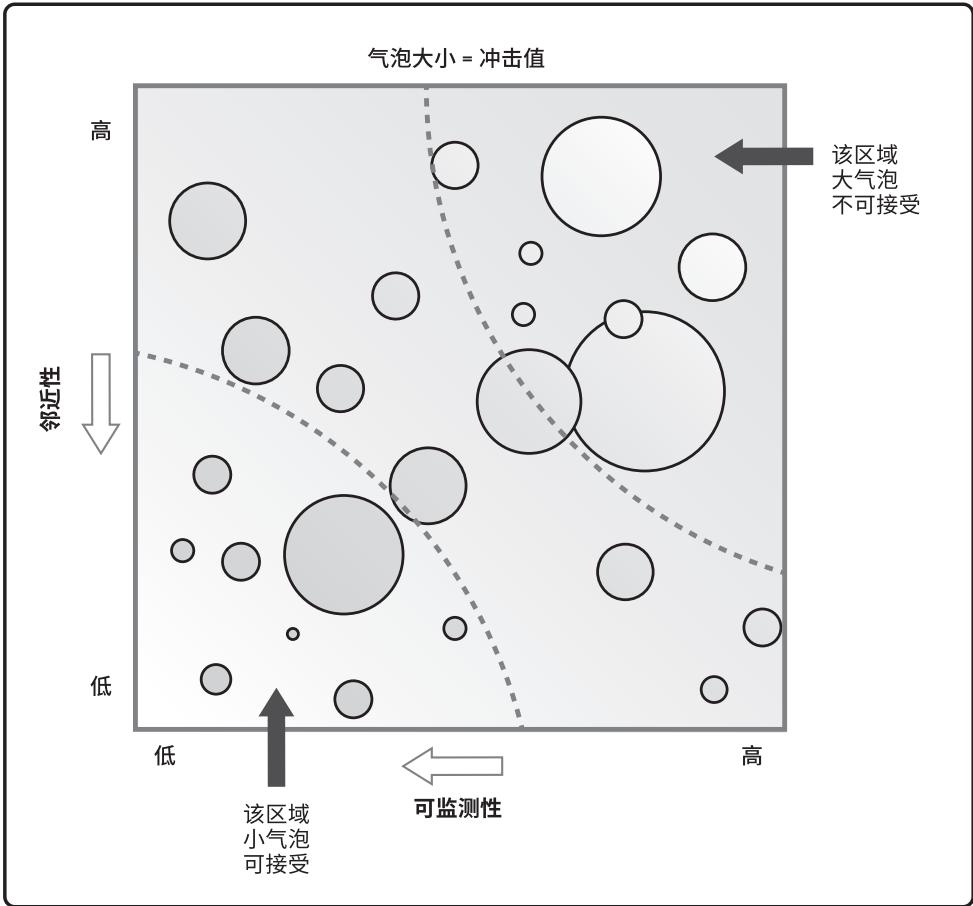 气泡大小 = 冲击值
高
该区域
大气泡
不可接受
邻近性
低
低
高
可监测性
该区域
小气泡
可接受